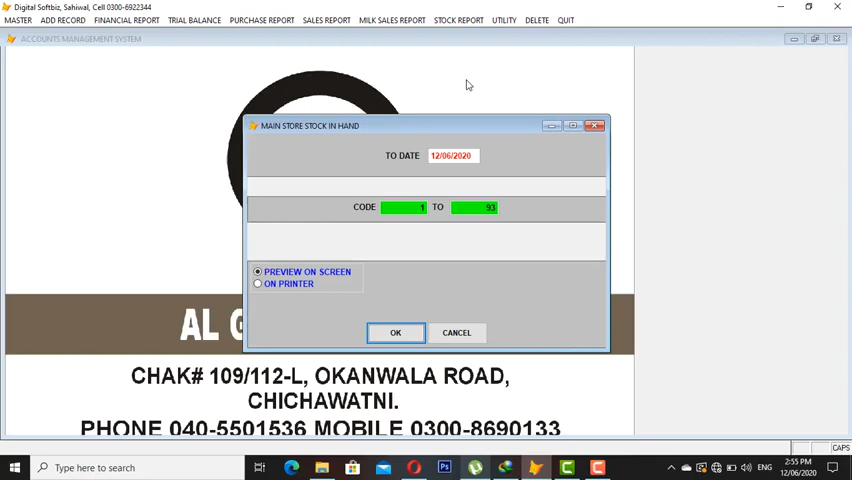 Digital Softbiz, Sahiwal, Cell 0300-6922344
MASTER ADD RECORD FINANCIAL REPORT TRIAL BALANCE PURCHASE REPORT SALES REPORT MILK SALES REPORT STOCK REPORT UTILITY DELETE QUIT
ACCOUNTS MANAGEMENT SYSTEM
MAIN STORE STOCK IN HAND
TO DATE 12/06/2020
CODE 1 TO 93
PREVIEW ON SCREEN
ON PRINTER
OK CANCEL
AL G
CHAK# 109/112-L, OKANWALA ROAD,
CHICHAWATNI.
PHONE 040-5501536 MOBILE 0300-8690133
CAPS
Type here to search
Ps
ENG
2:55 PM
12/06/2020